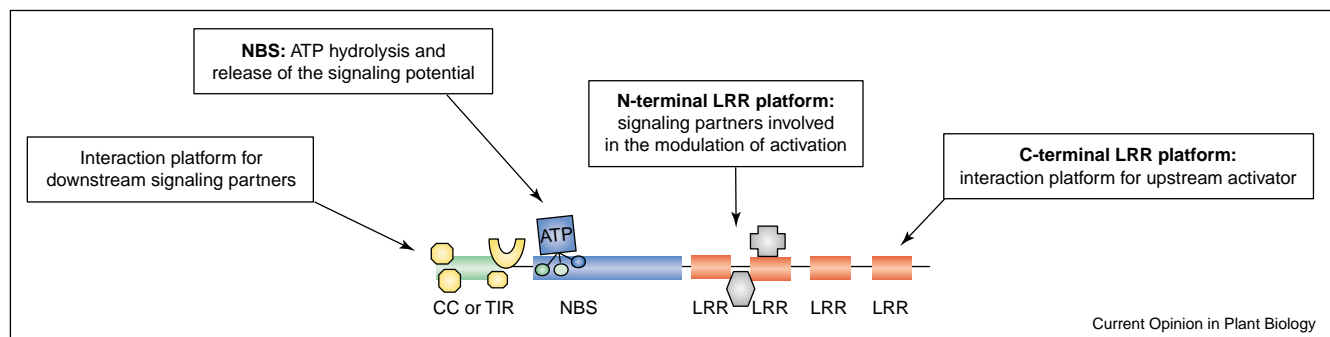 NBS: ATP hydrolysis and
release of the signaling potential
N-terminal LRR platform:
signaling partners involved
in the modulation of activation
Interaction platform for
downstream signaling partners
C-terminal LRR platform:
interaction platform for upstream activator
ATP
CC or TIR NBS LRR LRR LRR LRR
Current Opinion in Plant Biology